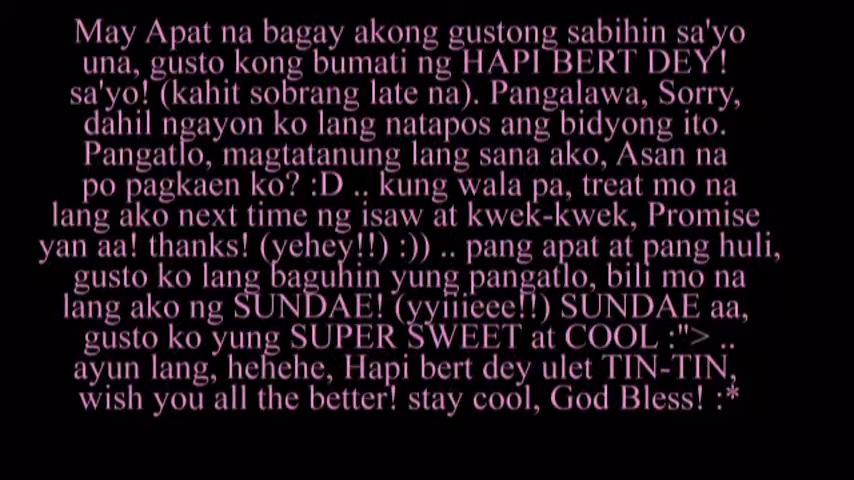 May Apat na bagay akong gustong sabihin sa'yo
una, gusto kong bumati ng HAPI BERT DEY!
sa'yo! (kahit sobrang late na). Pangalawa, Sorry,
dahil ngayon ko lang natapos ang bidyong ito.
Pangatlo, magtatanung lang sana ako, Asan na
po pagkaen ko? :D .. kung wala pa, treat mo na
lang ako next time ng isaw at kwek-kwek, Promise
yan aa! thanks! (yehey!!) :)) .. pang apat at pang huli,
gusto ko lang baguhin yung pangatlo, bili mo na
lang ako ng SUNDAE! (yyiiieeee!!) SUNDAE aa,
gusto ko yung SUPER SWEET at COOL :"> ..
ayun lang, hehehe, Hapi bert dey ulet TIN-TIN,
wish you all the better! stay cool, God Bless! :*